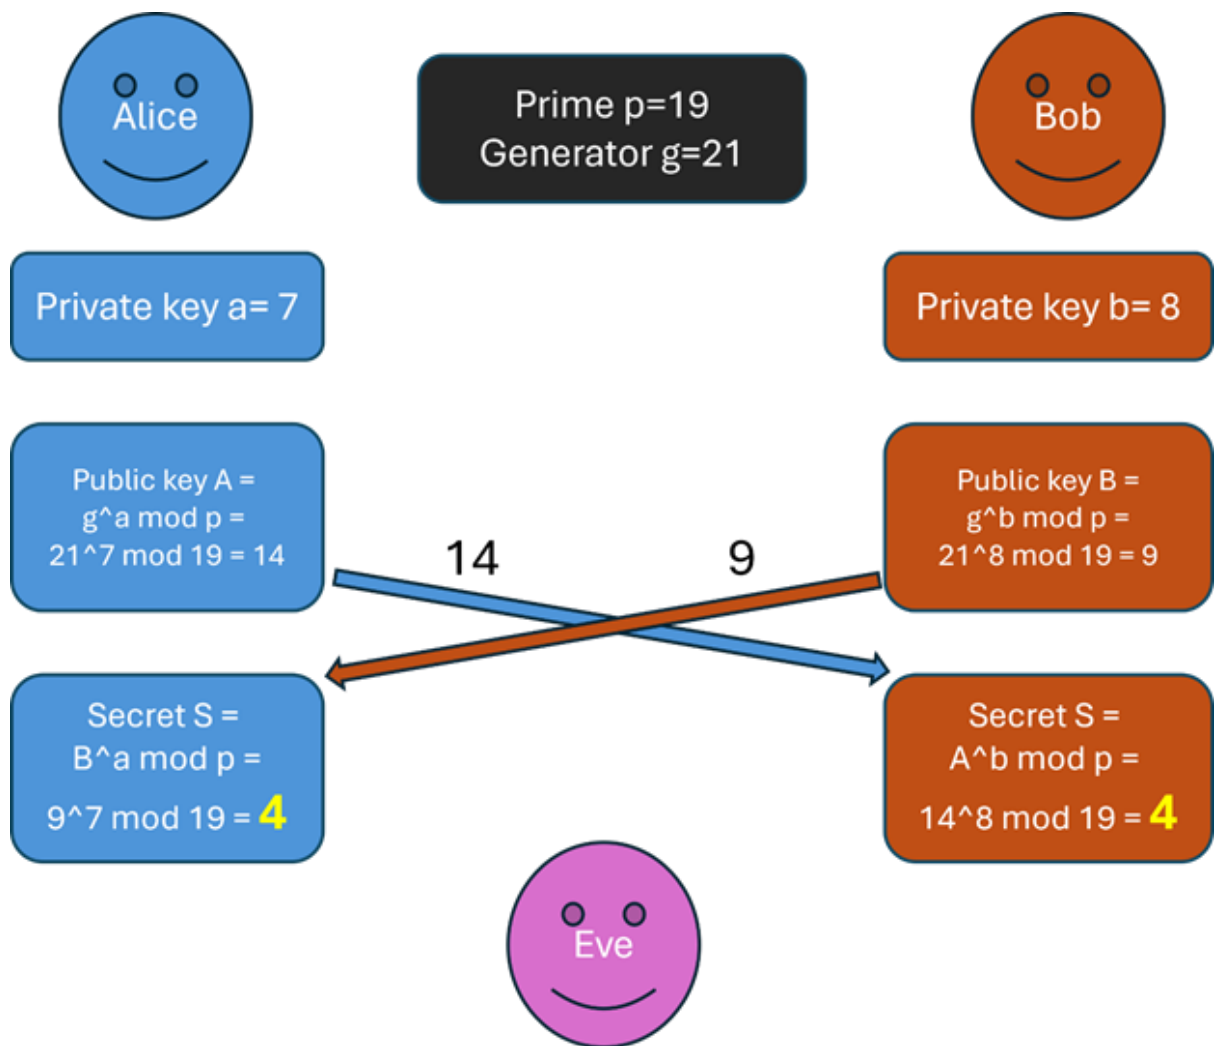 Alice
Prime p=19
Generator g=21
Bob
Private key a= 7
Private key b= 8
Public key A =
g^a mod p =
21^7 mod 19 = 14
14
9
Public key B =
g^b mod p =
21^8 mod 19 = 9
Secret S =
B^a mod p =
9^7 mod 19 = 4
Secret S =
A^b mod p =
14^8 mod 19 = 4
Eve